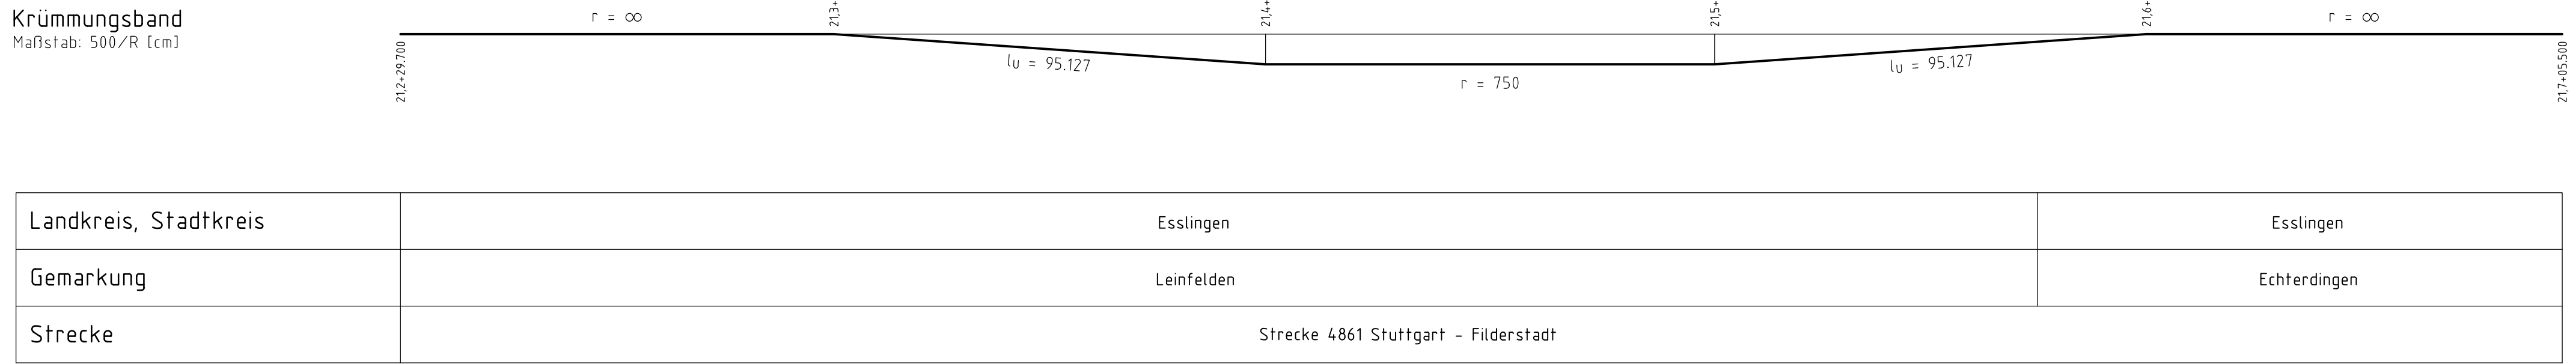 Krümmungsband
Maßstab: 500/R [cm]
r = ∞
r = ∞
21,2+29.700
21,3+
21,4+
21,5+
21,6+
21,7+05.500
lu = 95.127
r = 750
lu = 95.127
Landkreis, Stadtkreis
Esslingen
Esslingen
Gemarkung
Leinfelden
Echterdingen
Strecke
Strecke 4861 Stuttgart - Filderstadt